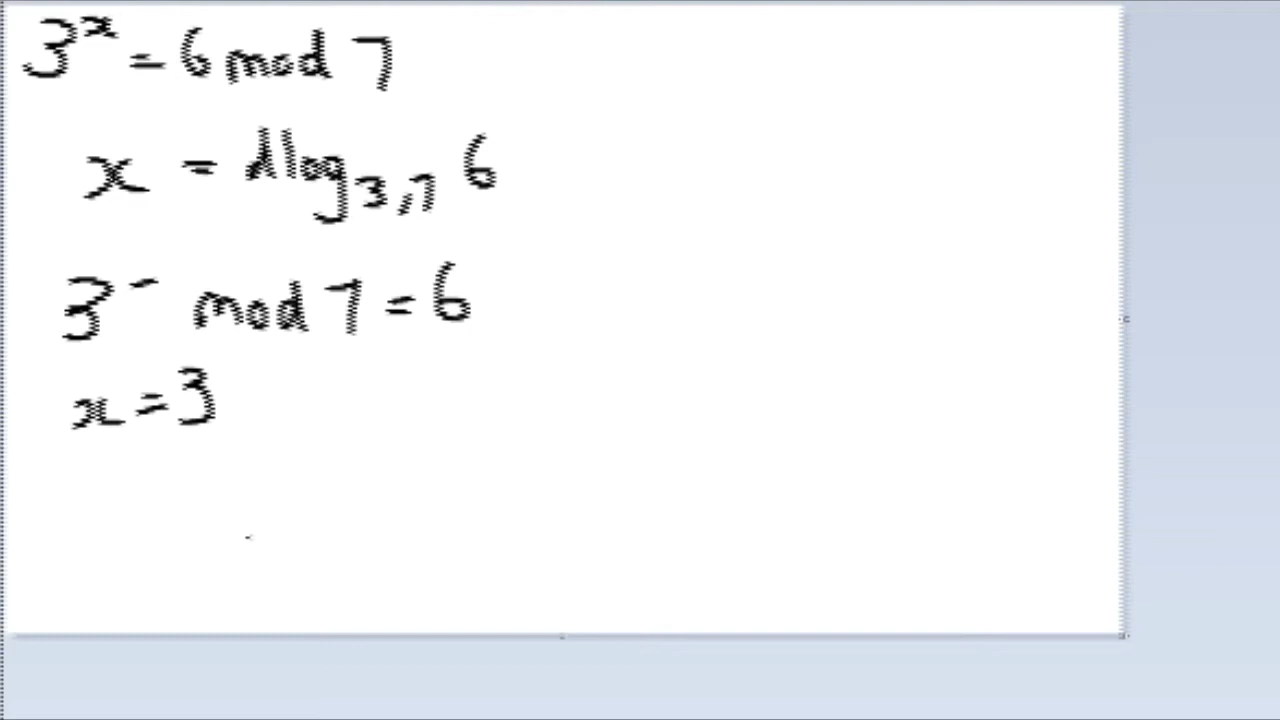 3^x = 6 mod 7
x = dlog_{3,7} 6
3^- mod 7 = 6
x = 3